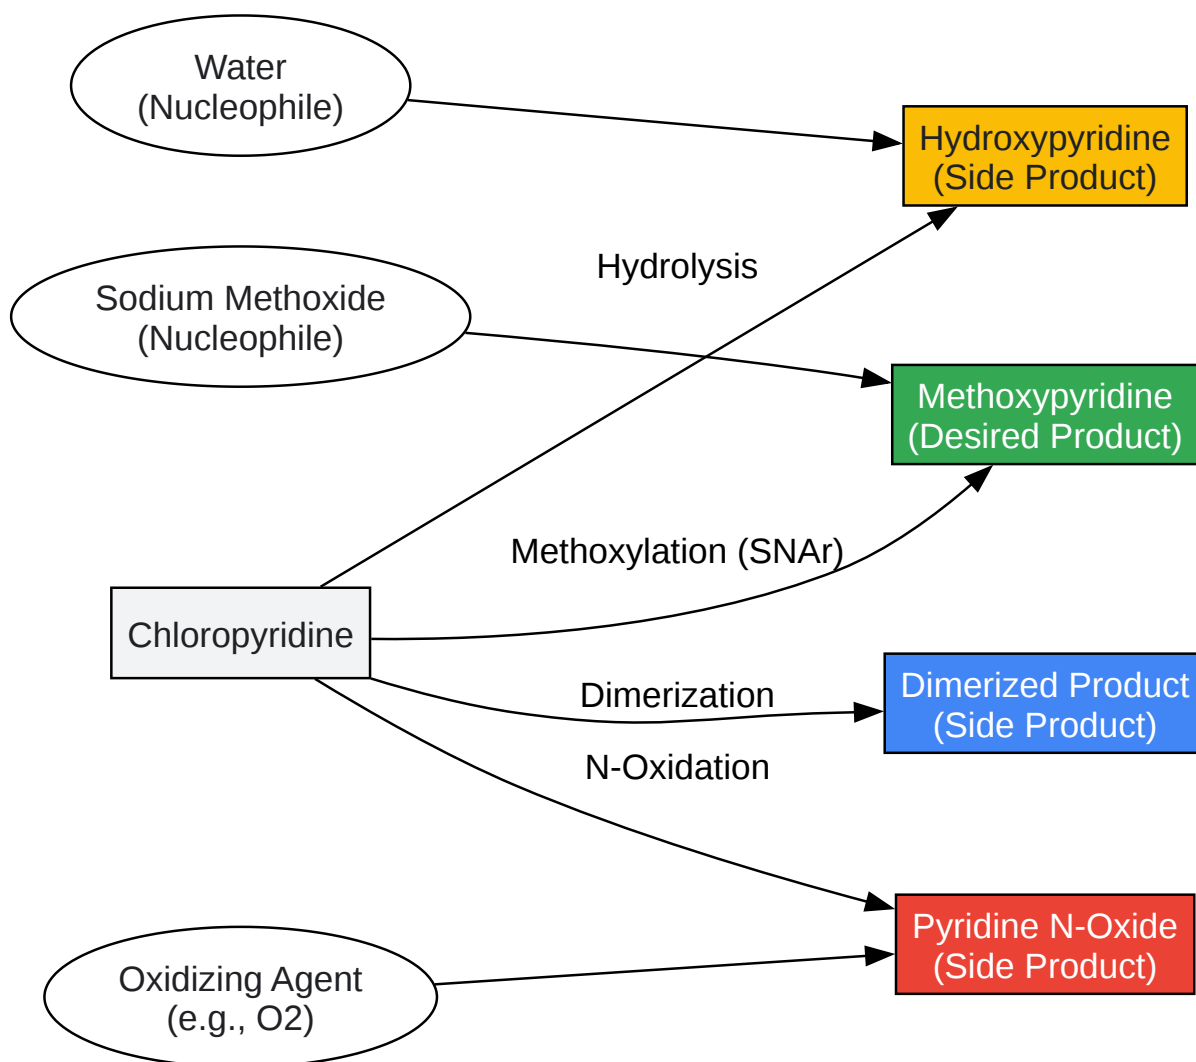 Water
(Nucleophile)
Hydroxypyridine
(Side Product)
Hydrolysis
Sodium Methoxide
(Nucleophile)
Methoxypyridine
(Desired Product)
Methoxylation (SNAr)
Chloropyridine
Dimerization
Dimerized Product
(Side Product)
N-Oxidation
Pyridine N-Oxide
(Side Product)
Oxidizing Agent
(e.g., O2)